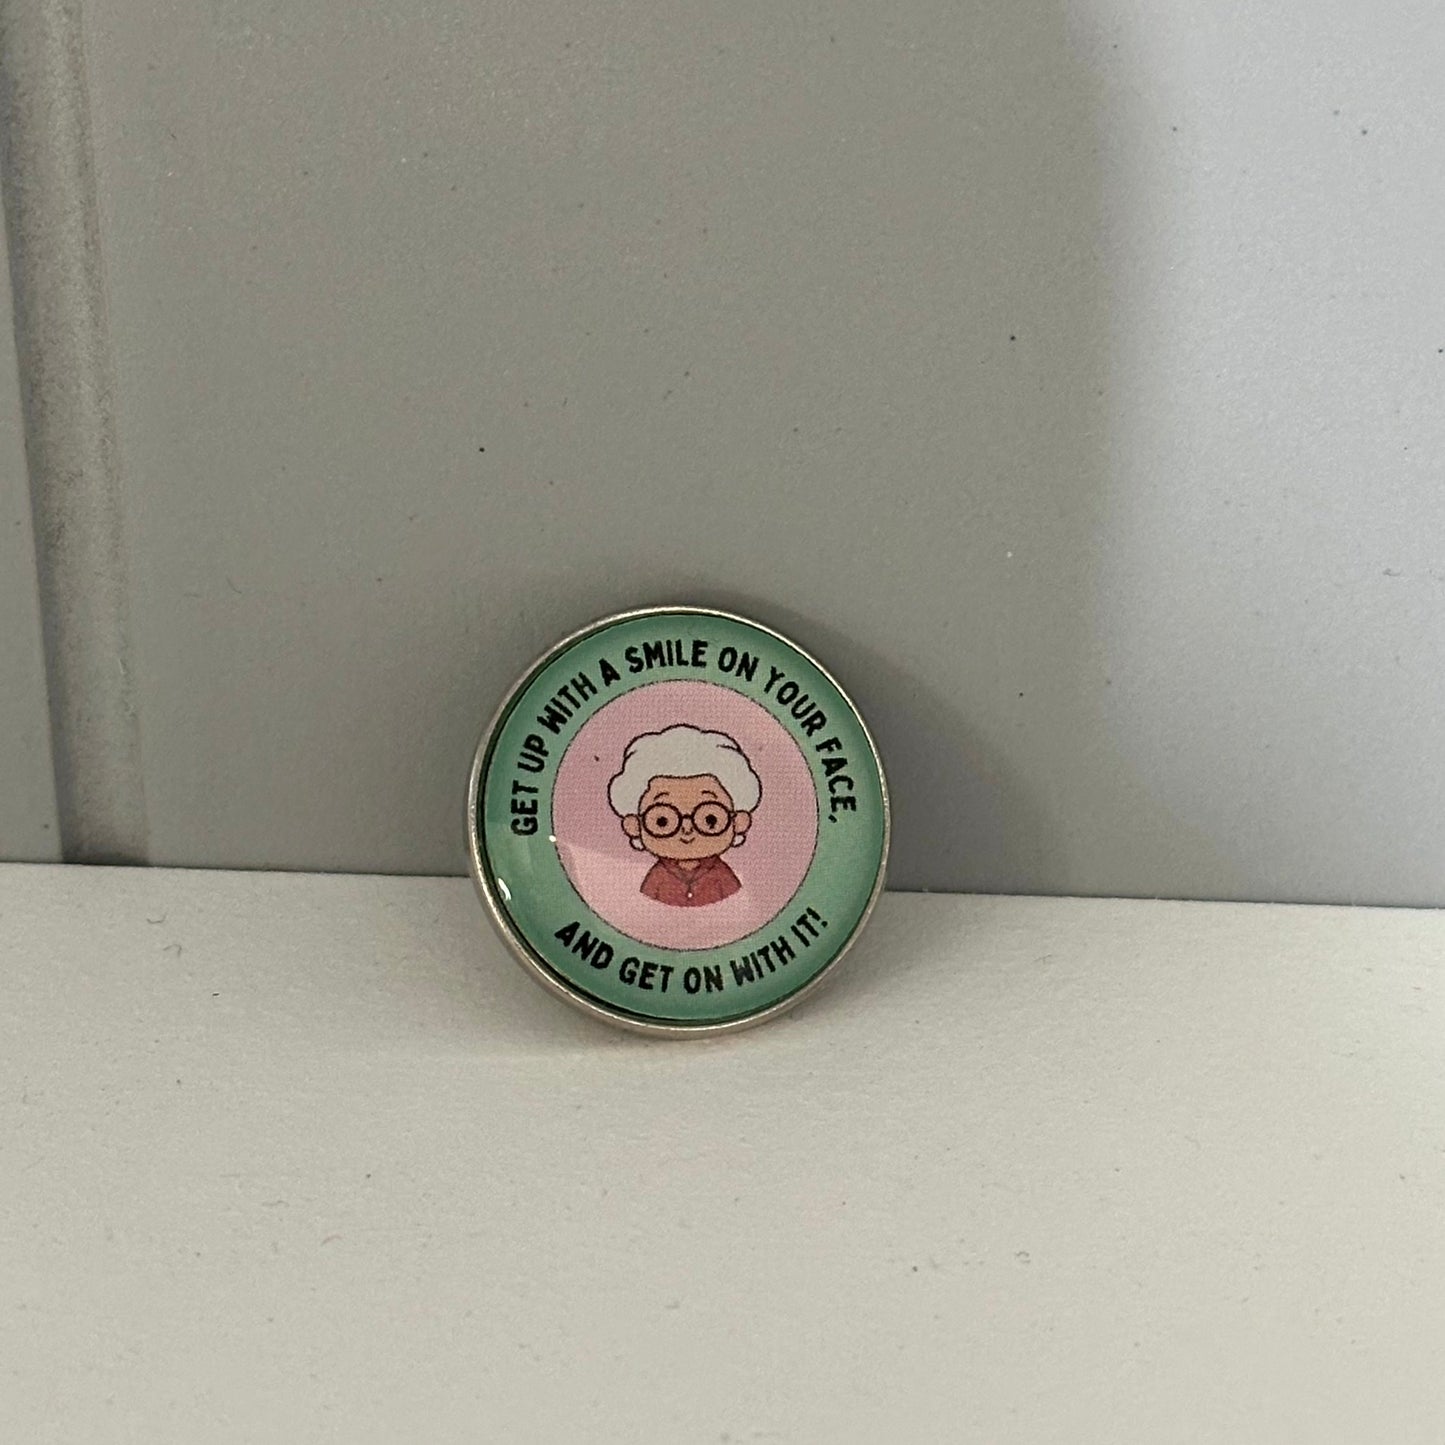 GET UP WITH A SMILE ON YOUR FACE,
AND GET ON WITH IT!